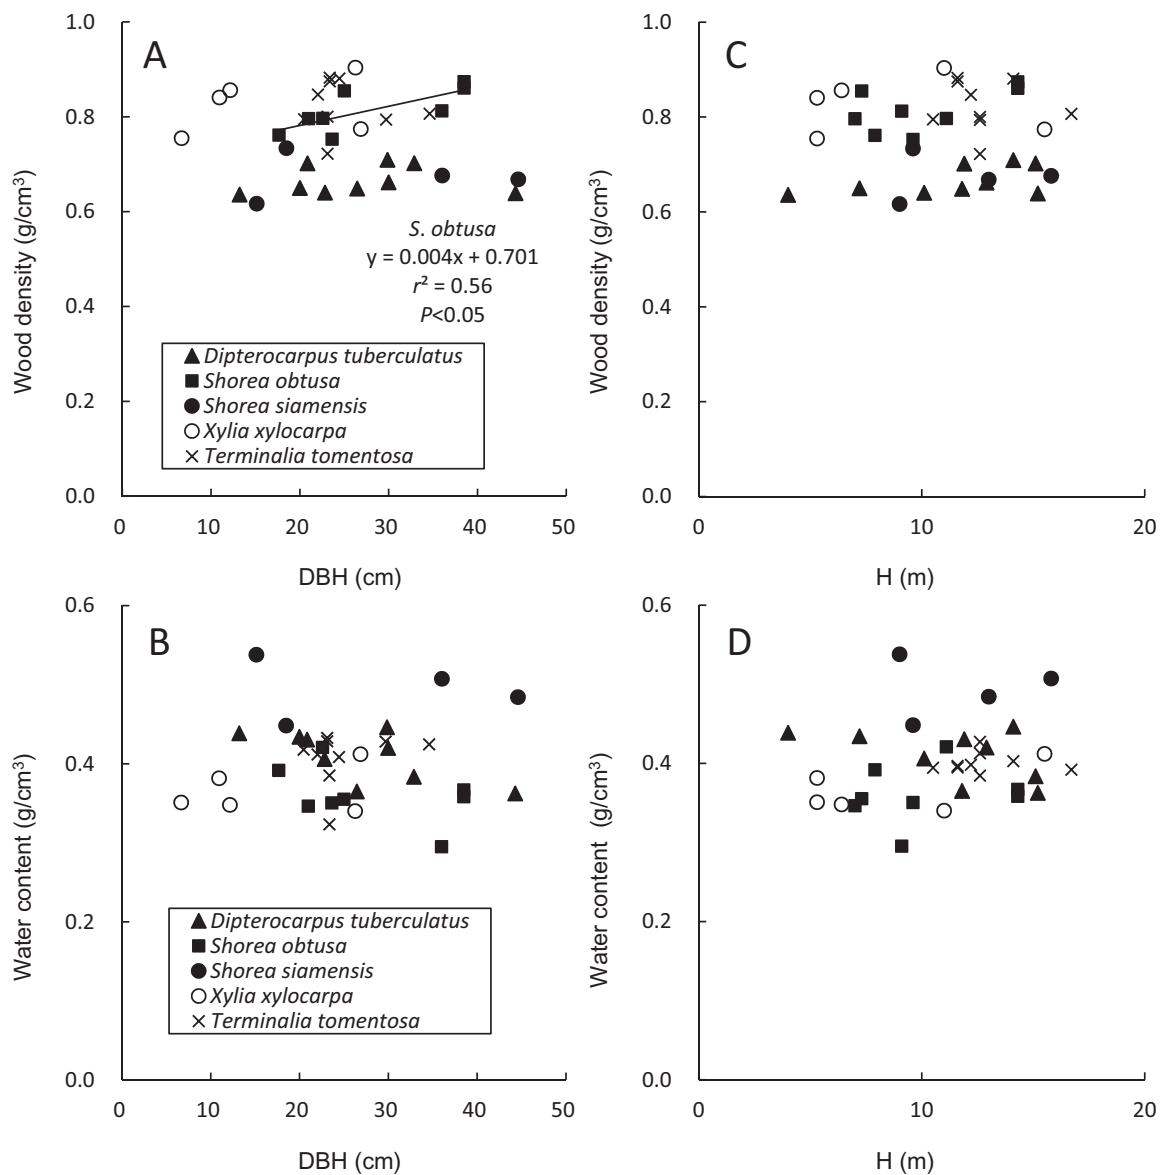 A
Wood density (g/cm³)
1.0
0.8
0.6
0.4
0.2
0.0
S. obtusa
y = 0.004x + 0.701
r² = 0.56
P<0.05
Dipterocarpus tuberculatus
Shorea obtusa
Shorea siamensis
Xylia xylocarpa
Terminalia tomentosa
0 10 20 30 40 50
DBH (cm)
C
Wood density (g/cm³)
1.0
0.8
0.6
0.4
0.2
0.0
0 10 20
H (m)
B
Water content (g/cm³)
0.6
0.4
0.2
0.0
Dipterocarpus tuberculatus
Shorea obtusa
Shorea siamensis
Xylia xylocarpa
Terminalia tomentosa
0 10 20 30 40 50
DBH (cm)
D
Water content (g/cm³)
0.6
0.4
0.2
0.0
0 10 20
H (m)